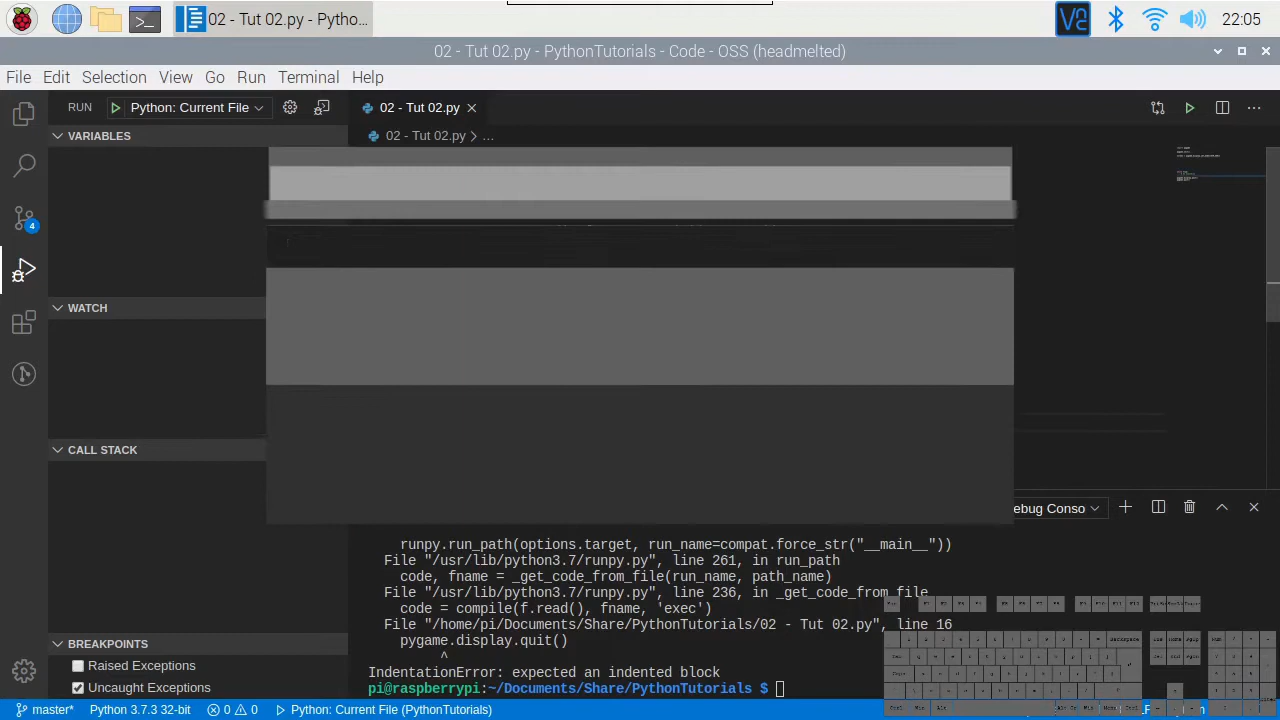 02 - Tut 02.py - Pytho...
22:05
02 - Tut 02.py - PythonTutorials - Code - OSS (headmelted)
File Edit Selection View Go Run Terminal Help
RUN Python: Current File
02 - Tut 02.py
02 - Tut 02.py > ...
VARIABLES
4
WATCH
CALL STACK
ebug Conso
runpy.run_path(options.target, run_name=compat.force_str("__main__"))
File "/usr/lib/python3.7/runpy.py", line 261, in run_path
code, fname = _get_code_from_file(run_name, path_name)
File "/usr/lib/python3.7/runpy.py", line 236, in _get_code_from_file
code = compile(f.read(), fname, 'exec')
File "/home/pi/Documents/Share/PythonTutorials/02 - Tut 02.py", line 16
pygame.display.quit()
^
IndentationError: expected an indented block
pi@raspberrypi:~/Documents/Share/PythonTutorials $
BREAKPOINTS
Raised Exceptions
Uncaught Exceptions
master* Python 3.7.3 32-bit 0 0 Python: Current File (PythonTutorials)